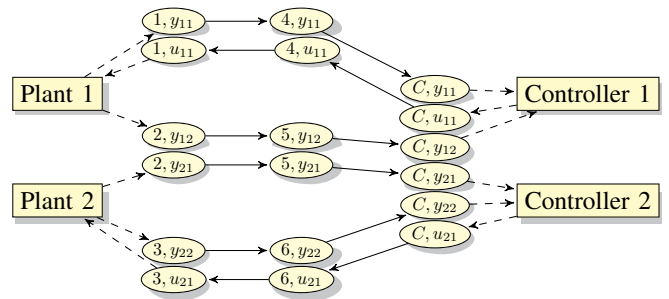 1, y₁₁
4, y₁₁
1, u₁₁
4, u₁₁
Plant 1
C, y₁₁
Controller 1
C, u₁₁
2, y₁₂
5, y₁₂
C, y₁₂
2, y₂₁
5, y₂₁
C, y₂₁
Plant 2
C, y₂₂
Controller 2
C, u₂₁
3, y₂₂
6, y₂₂
3, u₂₁
6, u₂₁